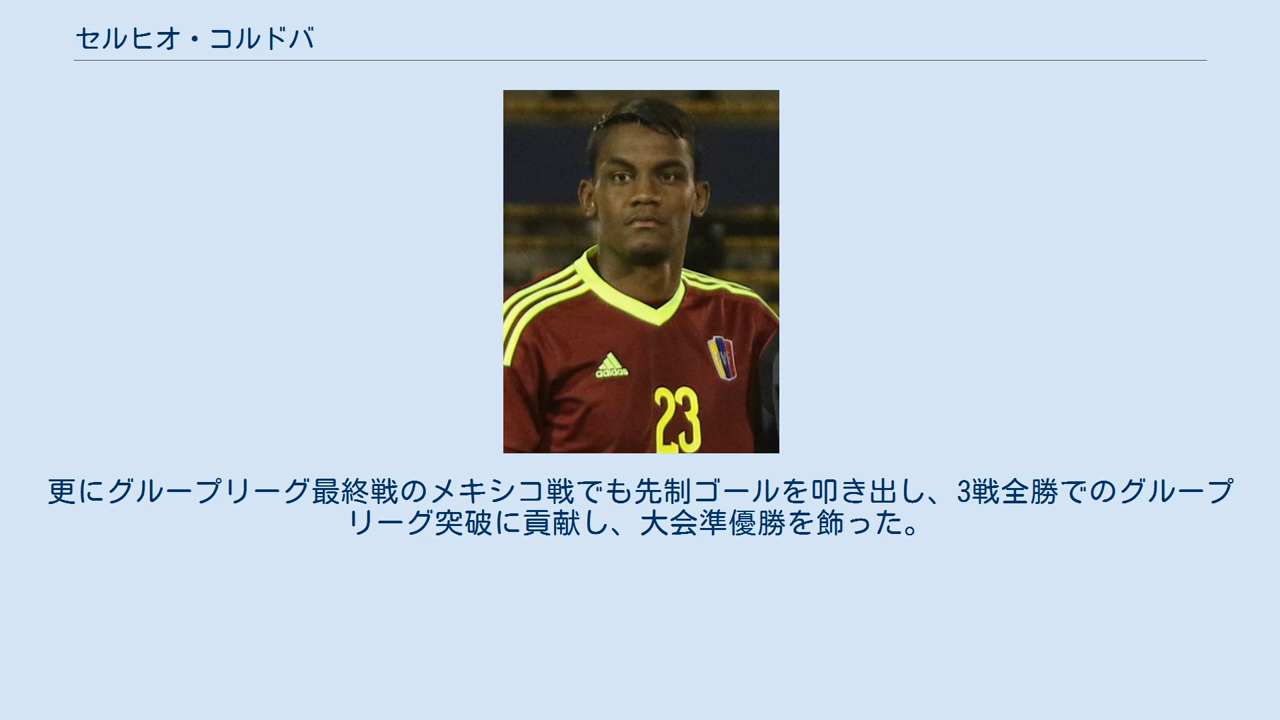 セルヒオ・コルドバ
adidas
23
更にグループリーグ最終戦のメキシコ戦でも先制ゴールを叩き出し、3戦全勝でのグループ
リーグ突破に貢献し、大会準優勝を飾った。